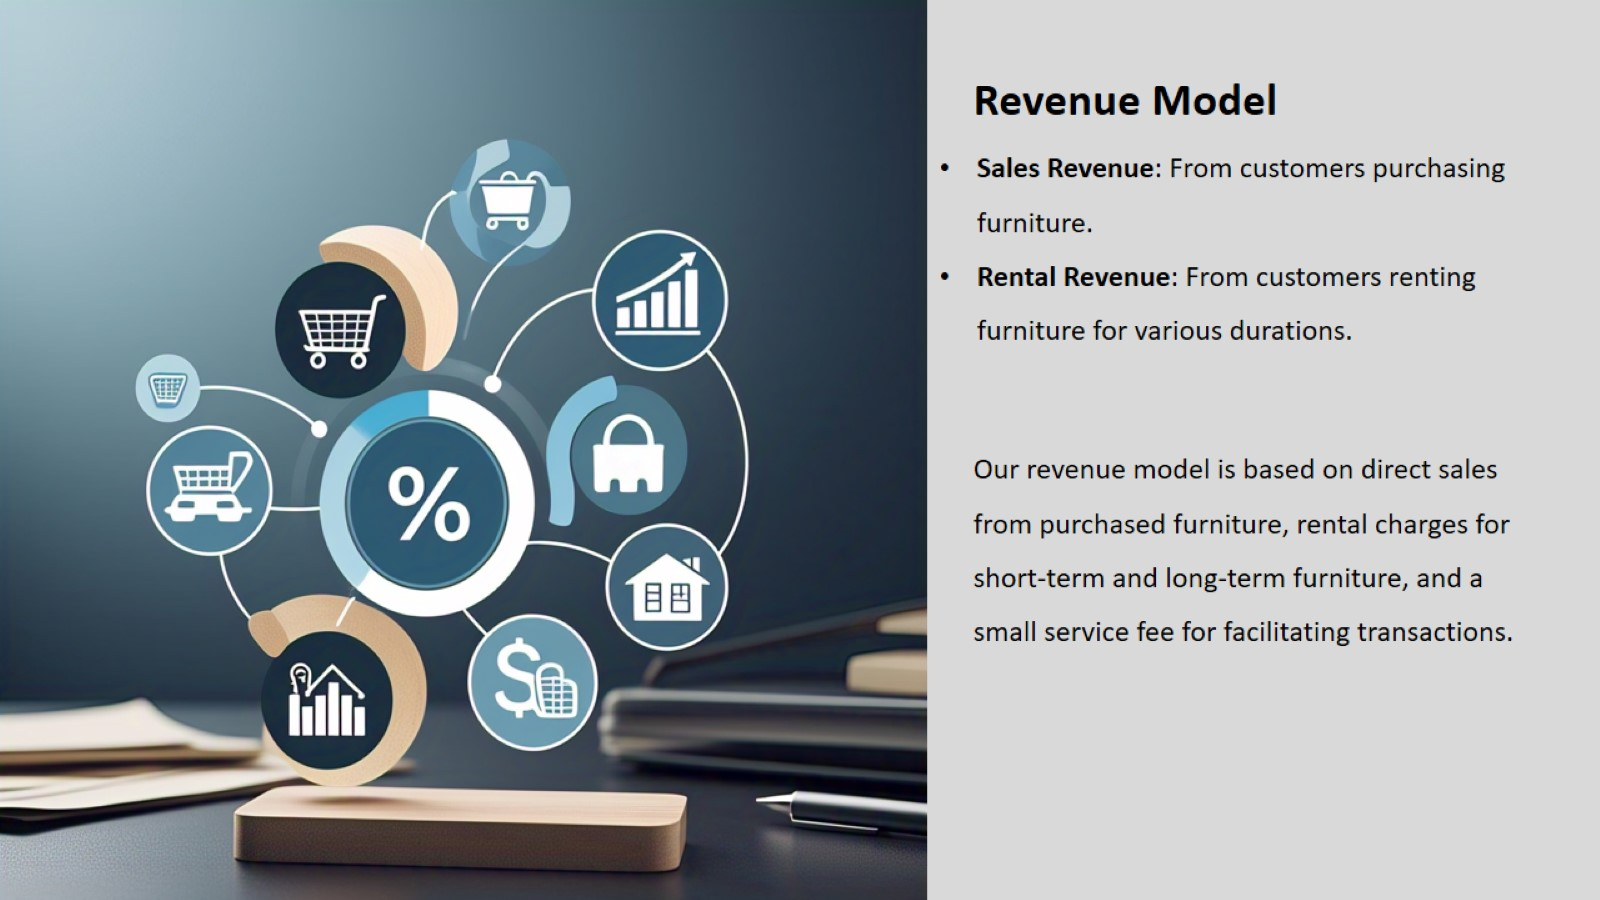 Revenue Model
• Sales Revenue: From customers purchasing
furniture.
• Rental Revenue: From customers renting
furniture for various durations.
Our revenue model is based on direct sales
from purchased furniture, rental charges for
short-term and long-term furniture, and a
small service fee for facilitating transactions.
%
$